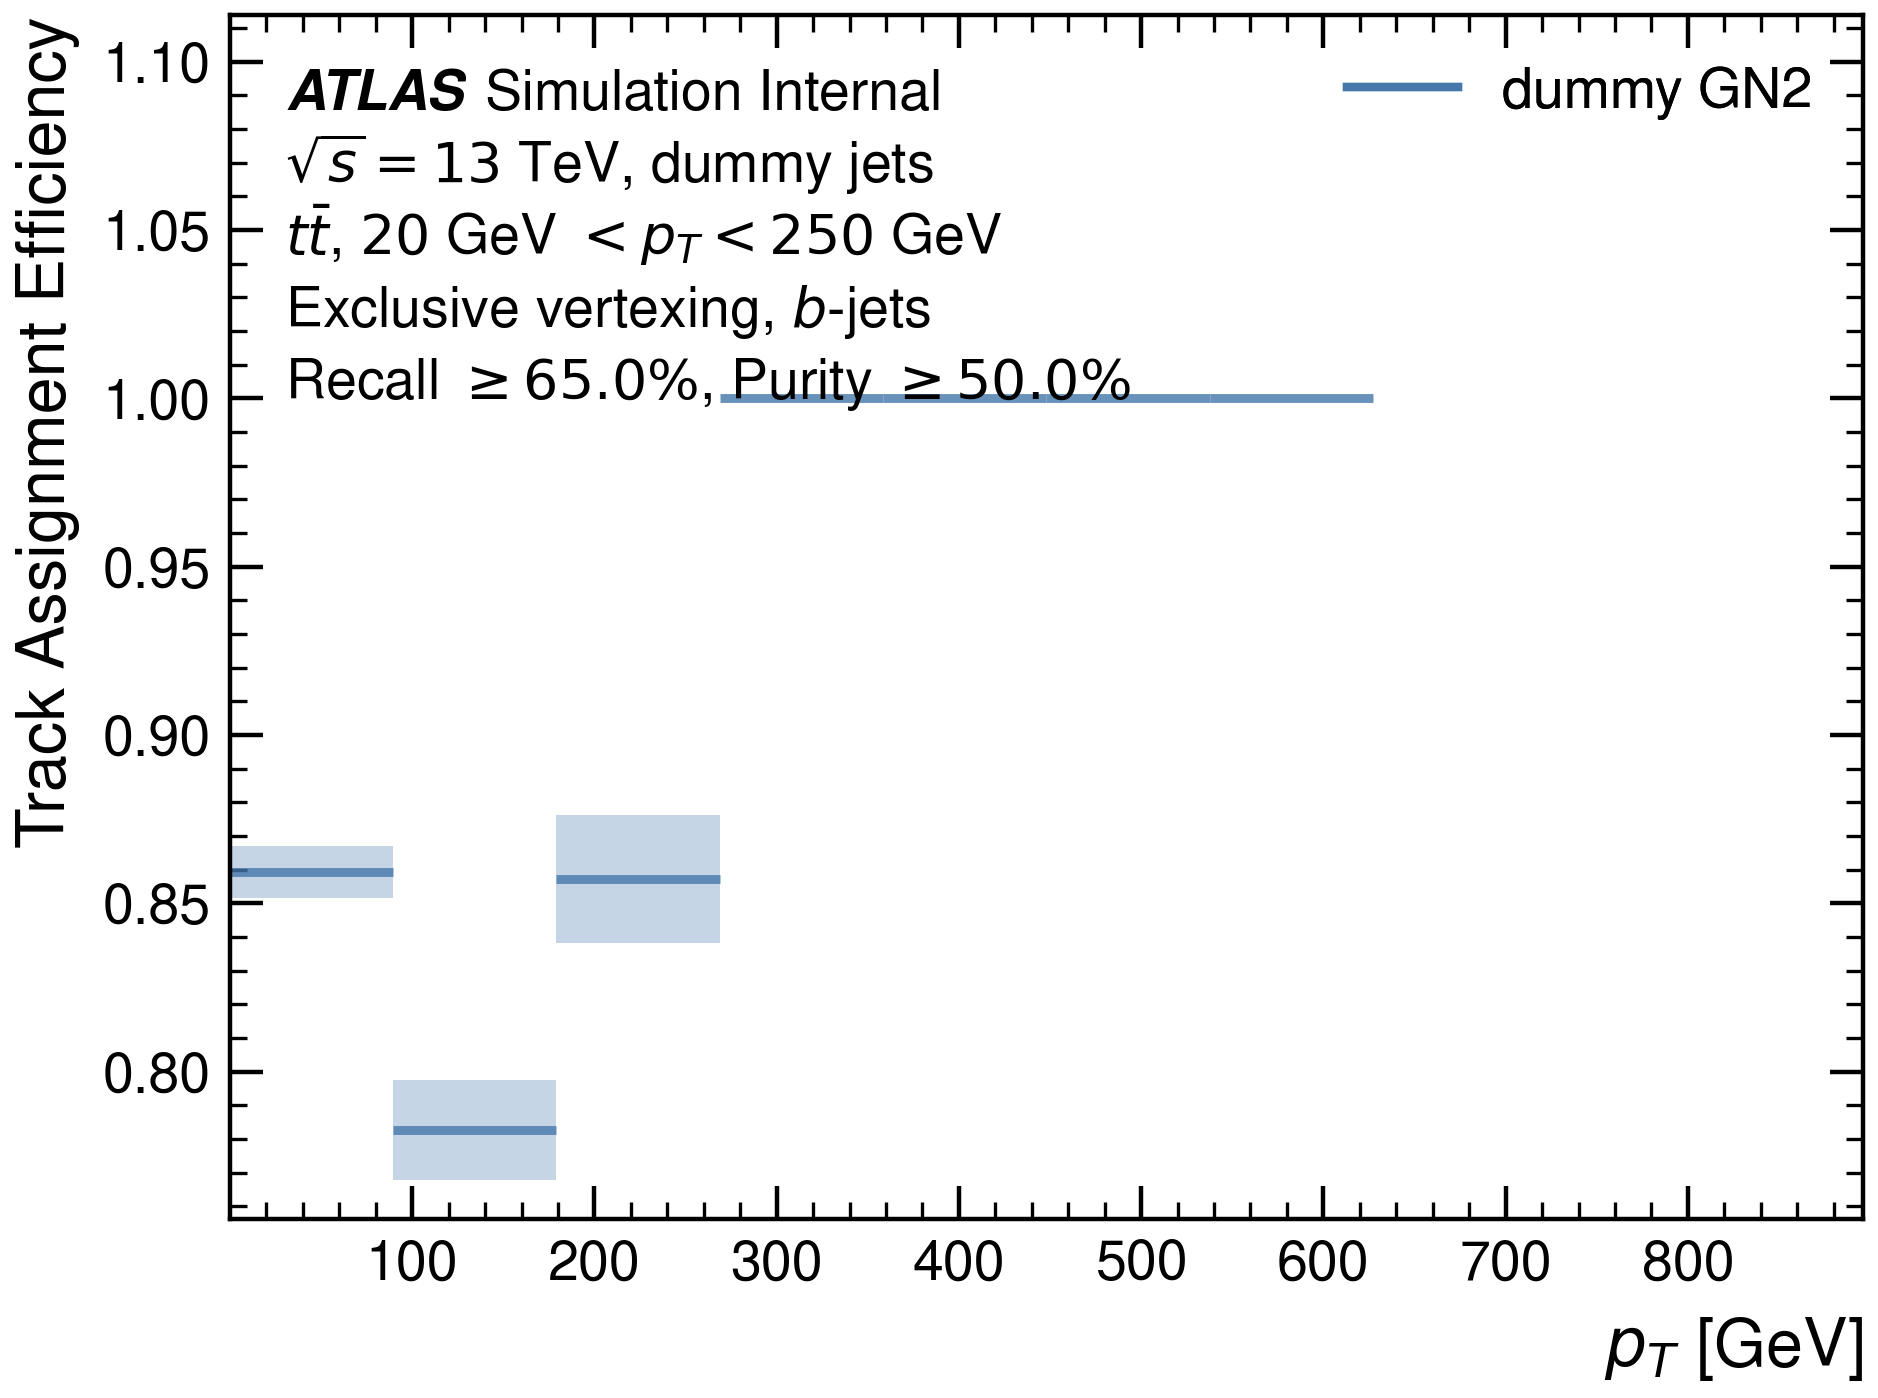 ATLAS Simulation Internal
√s = 13 TeV, dummy jets
tt̄, 20 GeV < p_T < 250 GeV
Exclusive vertexing, b-jets
Recall ≥ 65.0%, Purity ≥ 50.0%
dummy GN2
Track Assignment Efficiency
1.10
1.05
1.00
0.95
0.90
0.85
0.80
100 200 300 400 500 600 700 800
p_T [GeV]